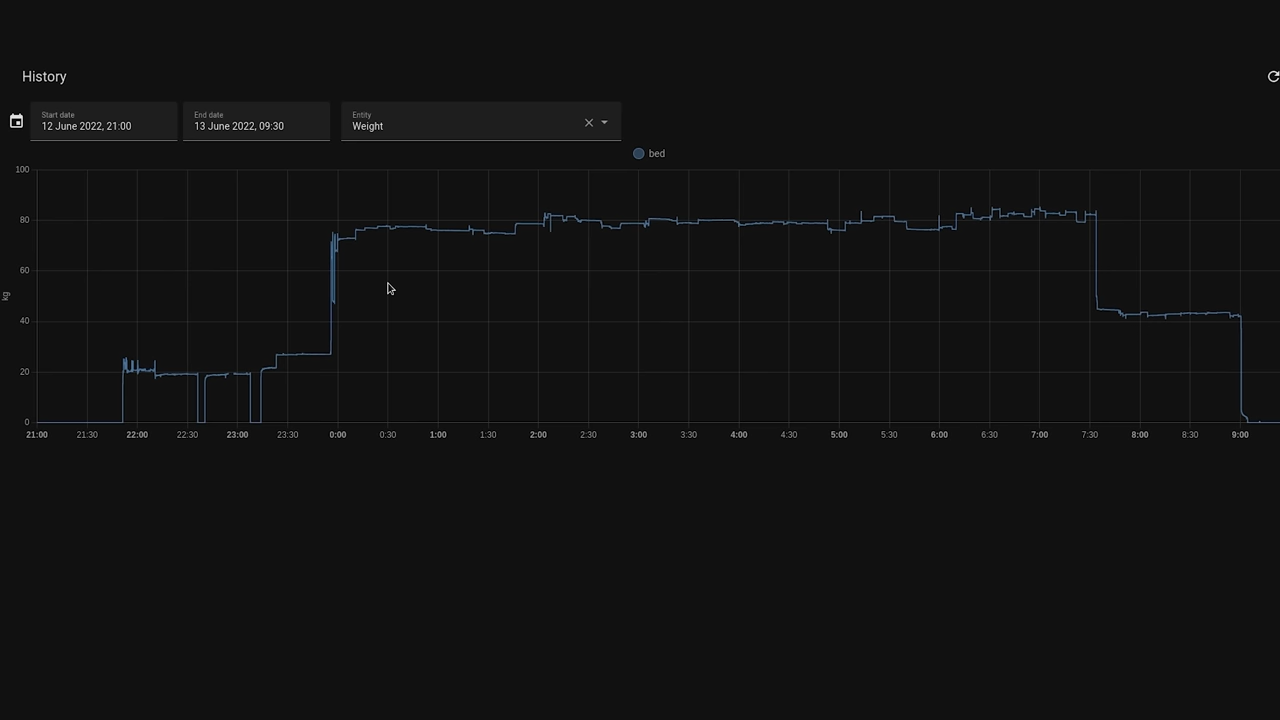 History
Start date
12 June 2022, 21:00
End date
13 June 2022, 09:30
Entity
Weight
bed
100
80
60
40
20
0
kg
21:00 21:30 22:00 22:30 23:00 23:30 0:00 0:30 1:00 1:30 2:00 2:30 3:00 3:30 4:00 4:30 5:00 5:30 6:00 6:30 7:00 7:30 8:00 8:30 9:00